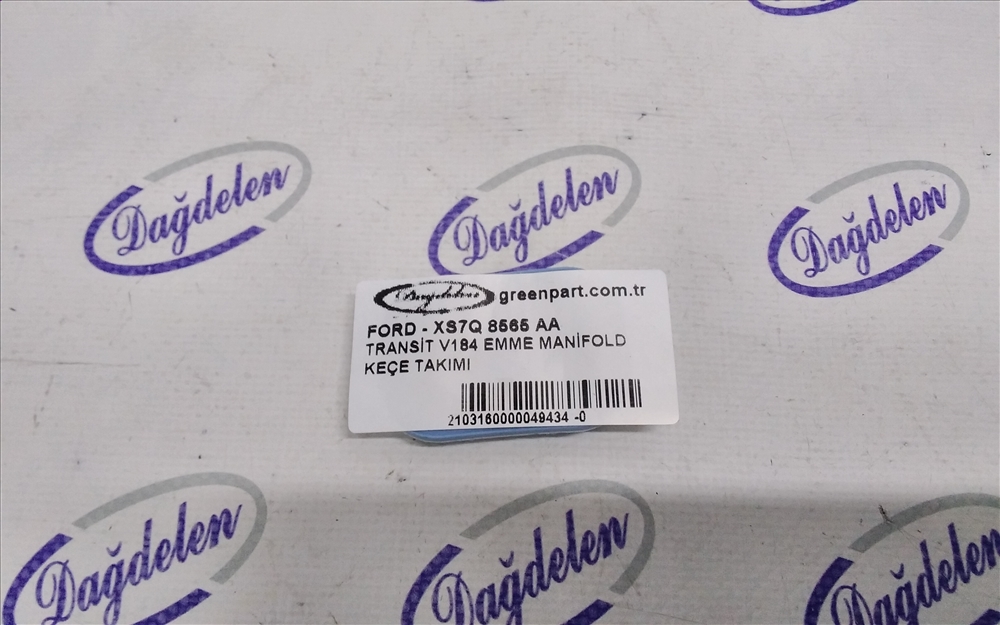 Dağdelen
Dağdelen
Dağdelen
Dağdelen greenpart.com.tr
FORD - XS7Q 8565 AA
TRANSİT V184 EMME MANİFOLD
KEÇE TAKIMI
2103160000049434 -0
Dağdelen
Dağdelen
Dağdelen